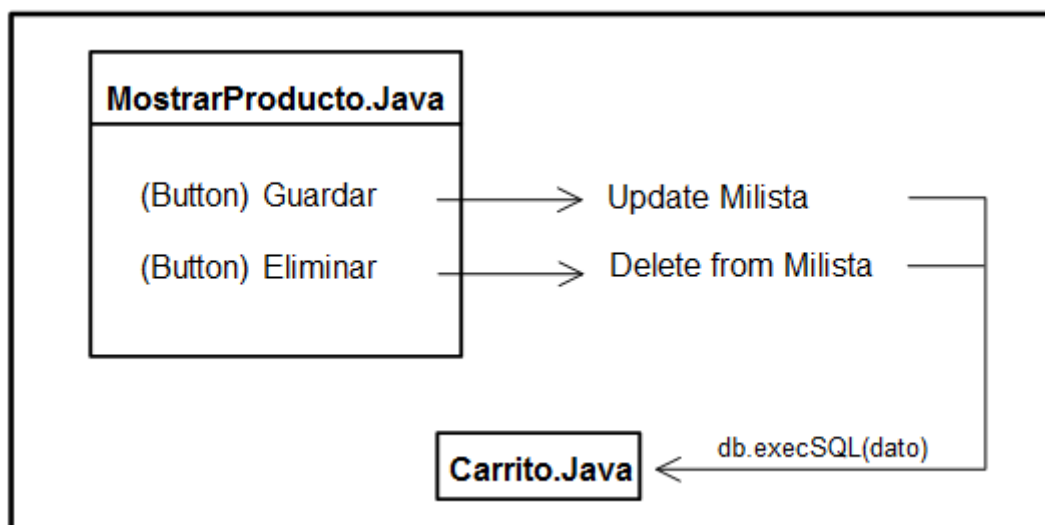 MostrarProducto.Java
(Button) Guardar
Update Milista
(Button) Eliminar
Delete from Milista
db.execSQL(dato)
Carrito.Java